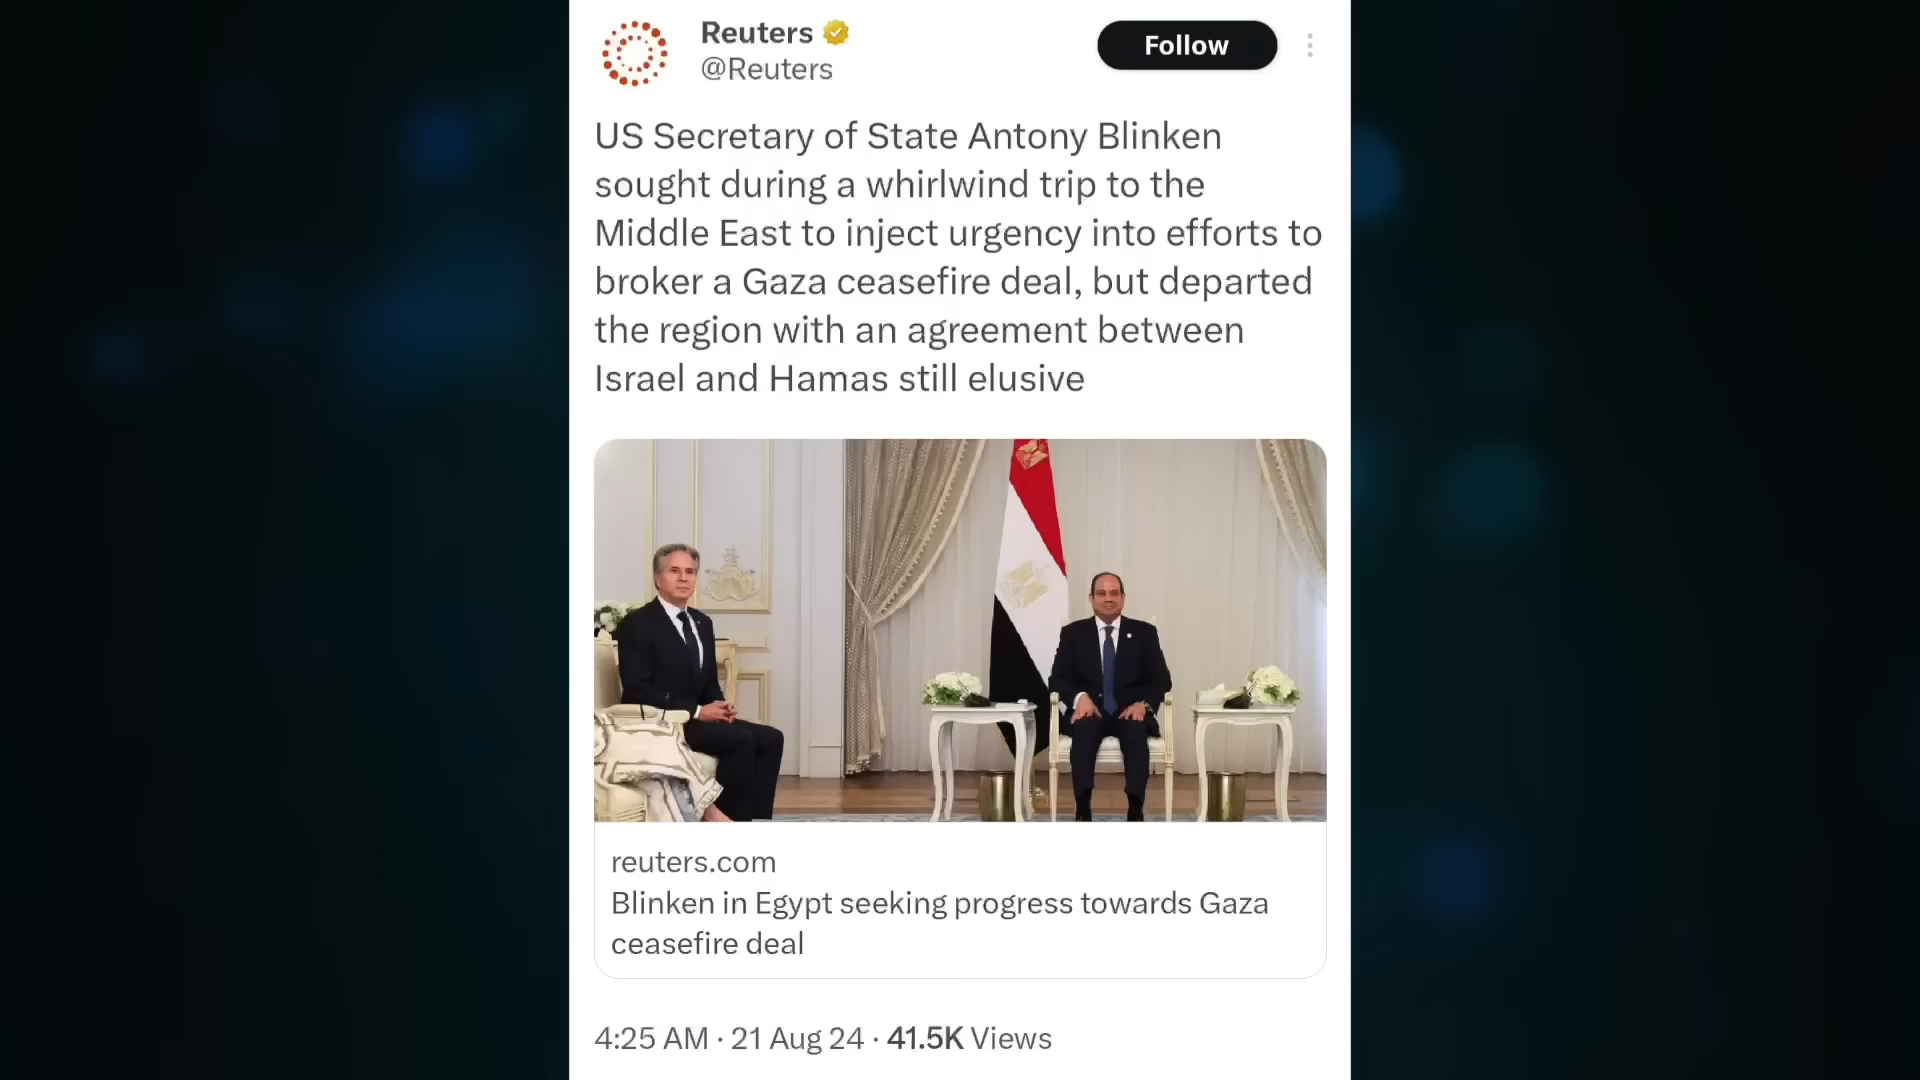 Reuters
@Reuters
Follow
US Secretary of State Antony Blinken
sought during a whirlwind trip to the
Middle East to inject urgency into efforts to
broker a Gaza ceasefire deal, but departed
the region with an agreement between
Israel and Hamas still elusive
reuters.com
Blinken in Egypt seeking progress towards Gaza
ceasefire deal
4:25 AM · 21 Aug 24 · 41.5K Views